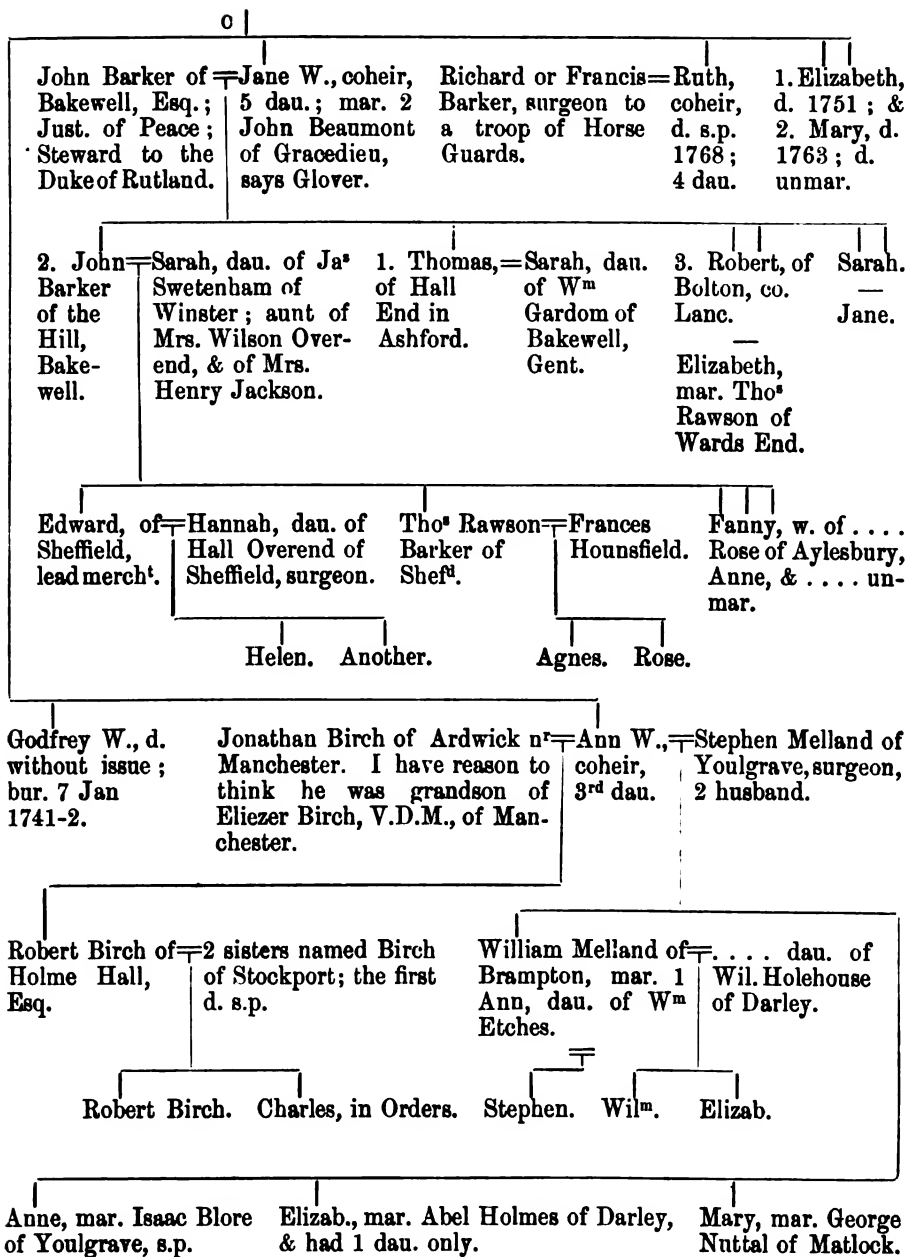 c
John Barker of
Bakewell, Esq.;
Just. of Peace;
Steward to the
Duke of Rutland.
=Jane W., coheir,
5 dau.; mar. 2
John Beaumont
of Gracedieu,
says Glover.
Richard or Francis=
Barker, surgeon to
a troop of Horse
Guards.
Ruth,
coheir,
d. s.p.
1768;
4 dau.
1. Elizabeth,
d. 1751; &
2. Mary, d.
1763; d.
unmar.
2. John=
Barker
of the
Hill,
Bake-
well.
Sarah, dau. of Jaˢ
Swetenham of
Winster; aunt of
Mrs. Wilson Over-
end, & of Mrs.
Henry Jackson.
1. Thomas,=
of Hall
End in
Ashford.
Sarah, dau.
of Wᵐ
Gardom of
Bakewell,
Gent.
3. Robert, of
Bolton, co.
Lanc.
—
Elizabeth,
mar. Thoˢ
Rawson of
Wards End.
Sarah.
—
Jane.
Edward, of=
Sheffield,
lead merchᵗ.
Hannah, dau. of
Hall Overend of
Sheffield, surgeon.
Thoˢ Rawson=
Barker of
Shefᵈ.
Frances
Hounsfield.
Fanny, w. of ....
Rose of Aylesbury,
Anne, & .... un-
mar.
Helen. Another.
Agnes. Rose.
Godfrey W., d.
without issue;
bur. 7 Jan
1741-2.
Jonathan Birch of Ardwick nʳ=
Manchester. I have reason to
think he was grandson of
Eliezer Birch, V.D.M., of Man-
chester.
Ann W.,=
coheir,
3ʳᵈ dau.
Stephen Melland of
Youlgrave, surgeon,
2 husband.
Robert Birch of=
Holme Hall,
Esq.
2 sisters named Birch
of Stockport; the first
d. s.p.
William Melland of=
Brampton, mar. 1
Ann, dau. of Wᵐ
Etches.
.... dau. of
Wil. Holehouse
of Darley.
=
Robert Birch. Charles, in Orders. Stephen. Wilᵐ. Elizab.
Anne, mar. Isaac Blore
of Youlgrave, s.p.
Elizab., mar. Abel Holmes of Darley,
& had 1 dau. only.
Mary, mar. George
Nuttal of Matlock.